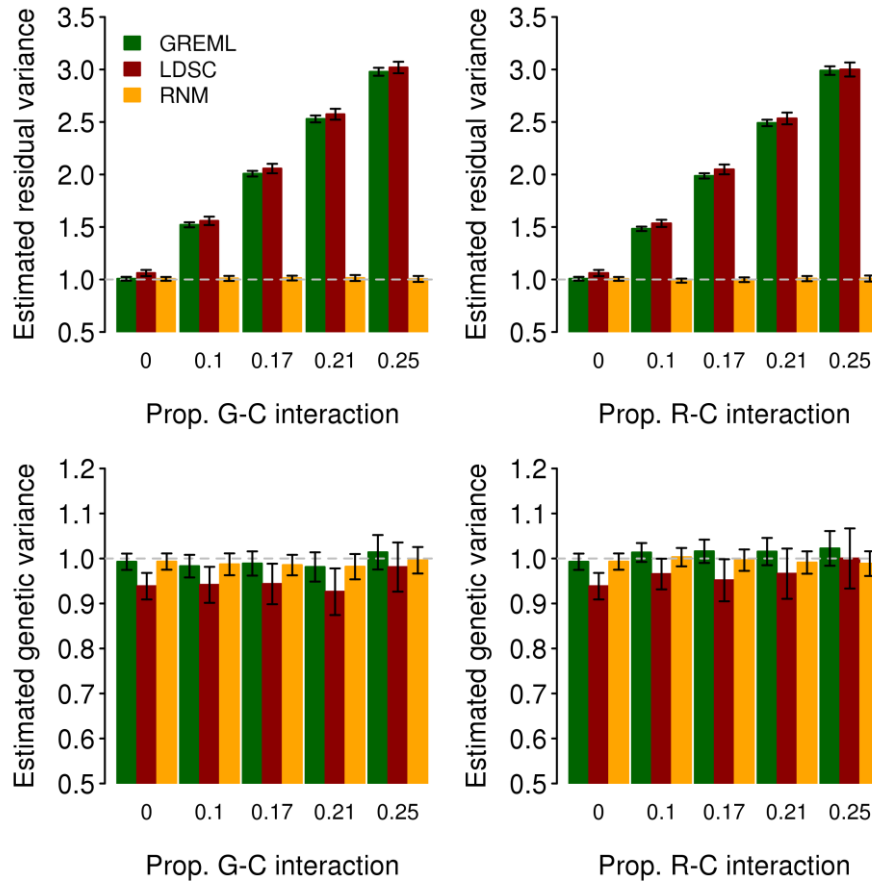 Estimated residual variance
3.5
3.0
2.5
2.0
1.5
1.0
0.5
GREML
LDSC
RNM
0 0.1 0.17 0.21 0.25
Prop. G-C interaction
Estimated residual variance
3.5
3.0
2.5
2.0
1.5
1.0
0.5
0 0.1 0.17 0.21 0.25
Prop. R-C interaction
Estimated genetic variance
1.2
1.1
1.0
0.9
0.8
0.7
0.6
0.5
0 0.1 0.17 0.21 0.25
Prop. G-C interaction
Estimated genetic variance
1.2
1.1
1.0
0.9
0.8
0.7
0.6
0.5
0 0.1 0.17 0.21 0.25
Prop. R-C interaction